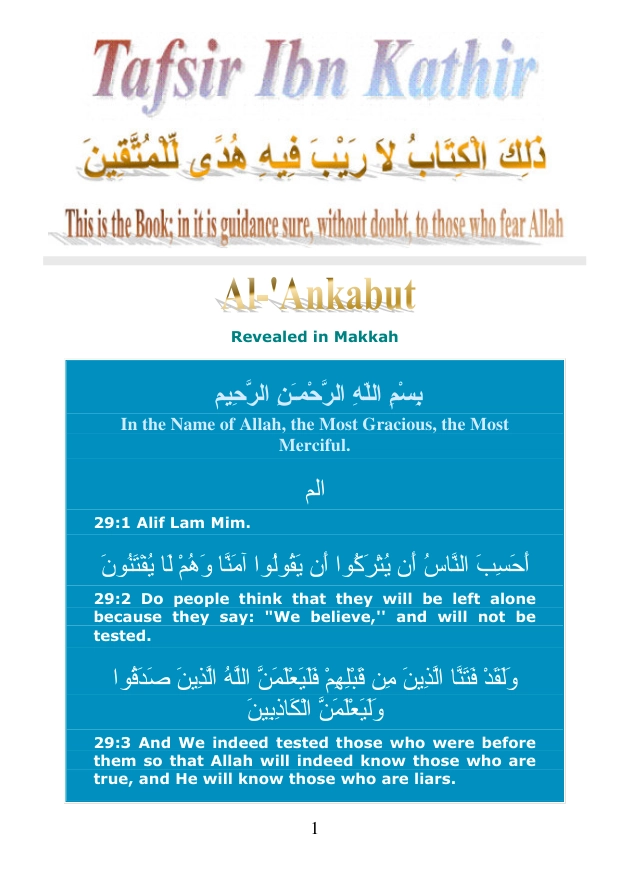 Tafsir Ibn Kathir
ذَلِكَ الْكِتَابُ لاَ رَيْبَ فِيهِ هُدًى لِّلْمُتَّقِينَ
This is the Book; in it is guidance sure, without doubt, to those who fear Allah
Al-'Ankabut
Revealed in Makkah
بِسْمِ اللَّهِ الرَّحْمَـنِ الرَّحِيمِ
In the Name of Allah, the Most Gracious, the Most
Merciful.
الم
29:1 Alif Lam Mim.
أَحَسِبَ النَّاسُ أَن يُتْرَكُوا أَن يَقُولُوا آمَنَّا وَهُمْ لَا يُفْتَنُونَ
29:2 Do people think that they will be left alone
because they say: "We believe,'' and will not be
tested.
وَلَقَدْ فَتَنَّا الَّذِينَ مِن قَبْلِهِمْ فَلَيَعْلَمَنَّ اللَّهُ الَّذِينَ صَدَقُوا
وَلَيَعْلَمَنَّ الْكَاذِبِينَ
29:3 And We indeed tested those who were before
them so that Allah will indeed know those who are
true, and He will know those who are liars.
1